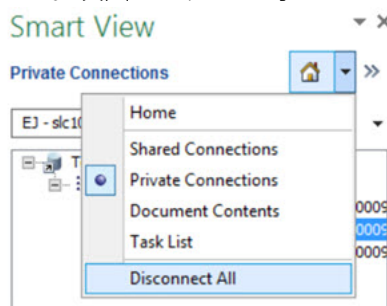 Smart View
Private Connections
EJ - slc10
Home
Shared Connections
Private Connections
Document Contents
Task List
Disconnect All
0009
0009
0009